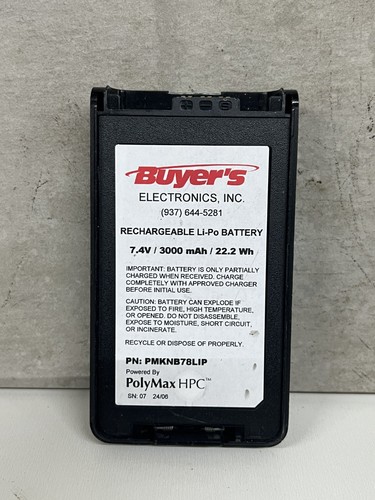 Buyer's
ELECTRONICS, INC.
(937) 644-5281
RECHARGEABLE Li-Po BATTERY
7.4V / 3000 mAh / 22.2 Wh
IMPORTANT: BATTERY IS ONLY PARTIALLY
CHARGED WHEN RECEIVED. CHARGE
COMPLETELY WITH APPROVED CHARGER
BEFORE INITIAL USE.
CAUTION: BATTERY CAN EXPLODE IF
EXPOSED TO FIRE, HIGH TEMPERATURE,
OR OPENED. DO NOT DISASSEMBLE,
EXPOSE TO MOISTURE, SHORT CIRCUIT,
OR INCINERATE.
RECYCLE OR DISPOSE OF PROPERLY.
PN: PMKNB78LIP
Powered By
PolyMax HPC™
SN: 07 24/06